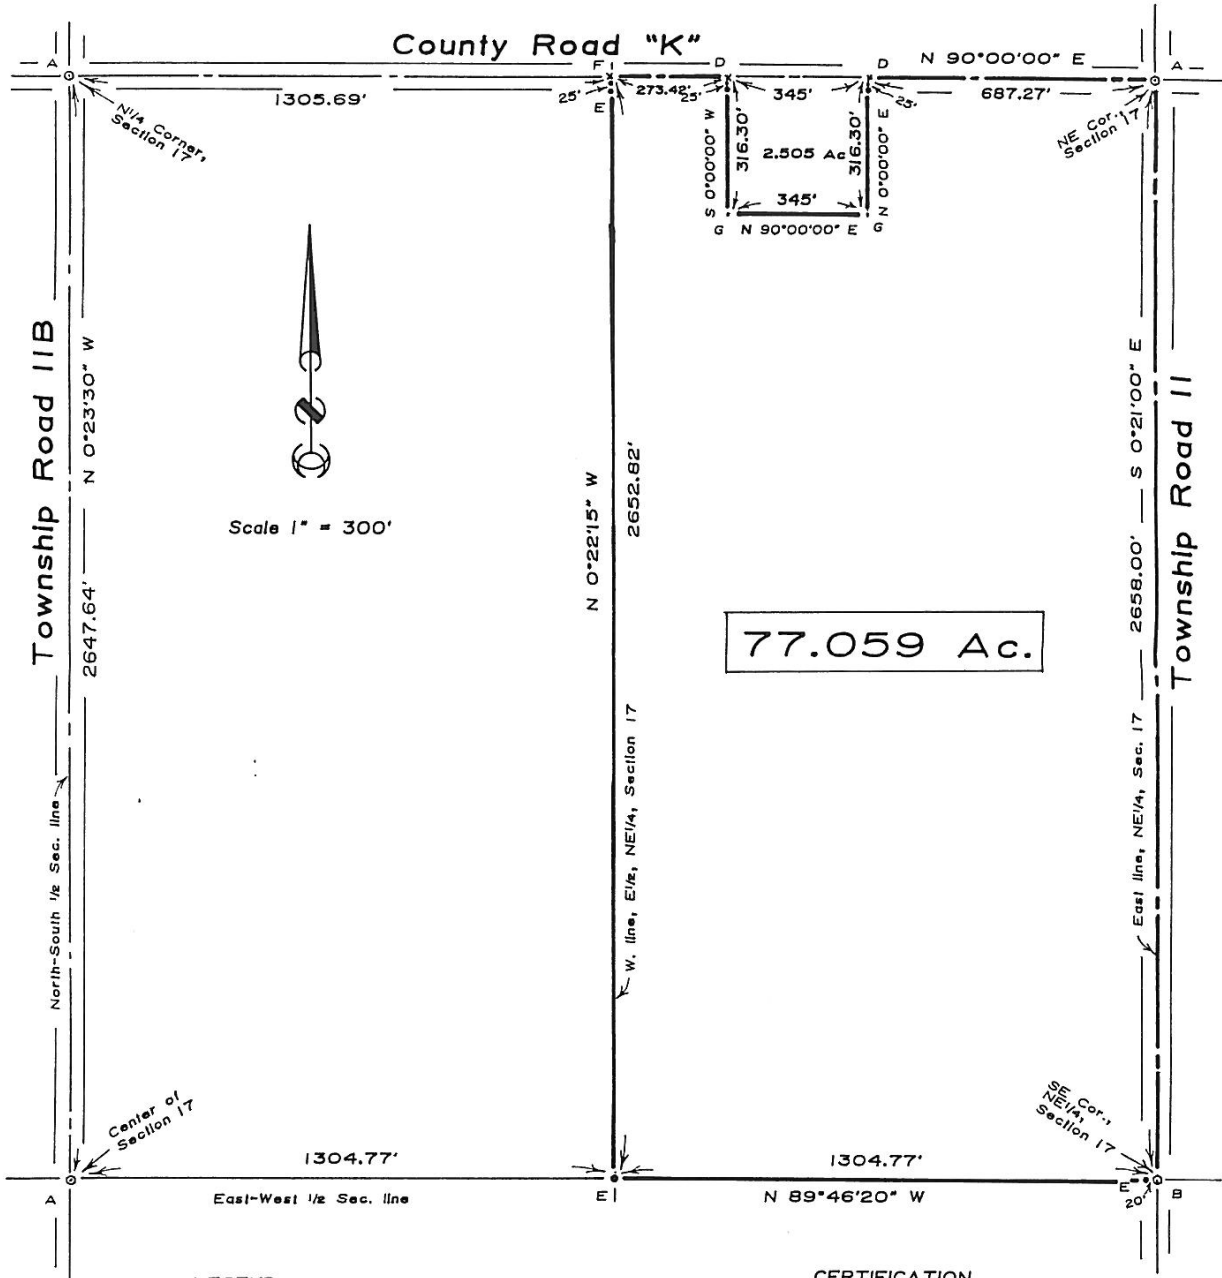 County Road "K"
A
F
D
D
N 90°00'00" E
A
1305.69'
25'
273.42'
25'
345'
25'
687.27'
E
N1/4 Corner,
Section 17
NE Cor.,
Section 17
S 0°00'00" W
316.30'
2.505 Ac
316.30'
N 0°00'00" E
345'
G
N 90°00'00" E
G
Township Road 11B
N 0°23'30" W
2647.64'
Scale 1" = 300'
N 0°22'15" W
2652.82'
S 0°21'00" E
2658.00'
Township Road 11
77.059 Ac.
North-South 1/2 Sec. line
W. line, E1/2, NE1/4, Section 17
East line, NE1/4, Sec. 17
Center of
Section 17
SE Cor.,
NE1/4,
Section 17
1304.77'
1304.77'
A
East-West 1/2 Sec. line
E
N 89°46'20" W
E
20'
B
LEGEND
CERTIFICATION